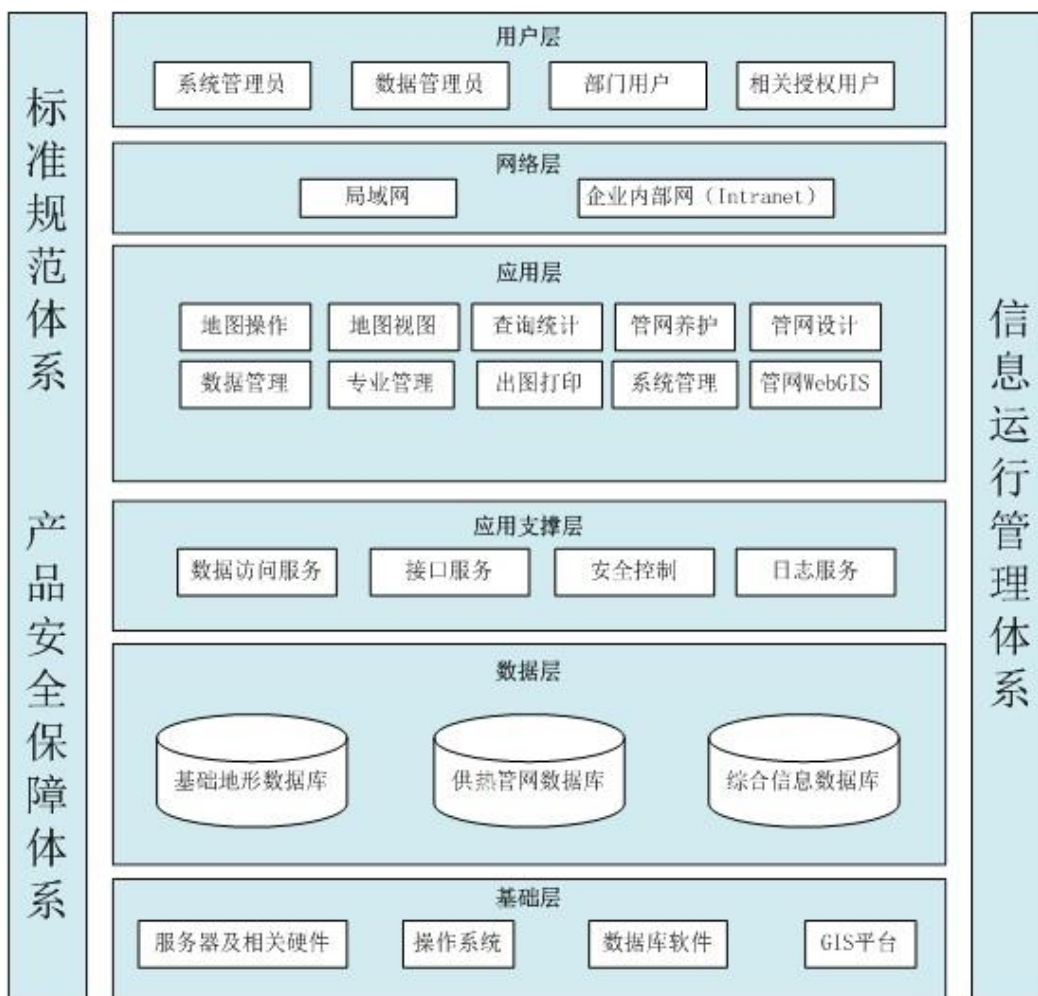 标准规范体系
产品安全保障体系
用户层
系统管理员
数据管理员
部门用户
相关授权用户
网络层
局域网
企业内部网（Intranet）
应用层
地图操作
地图视图
查询统计
管网养护
管网设计
数据管理
专业管理
出图打印
系统管理
管网WebGIS
应用支撑层
数据访问服务
接口服务
安全控制
日志服务
数据层
基础地形数据库
供热管网数据库
综合信息数据库
基础层
服务器及相关硬件
操作系统
数据库软件
GIS平台
信息运行管理体系